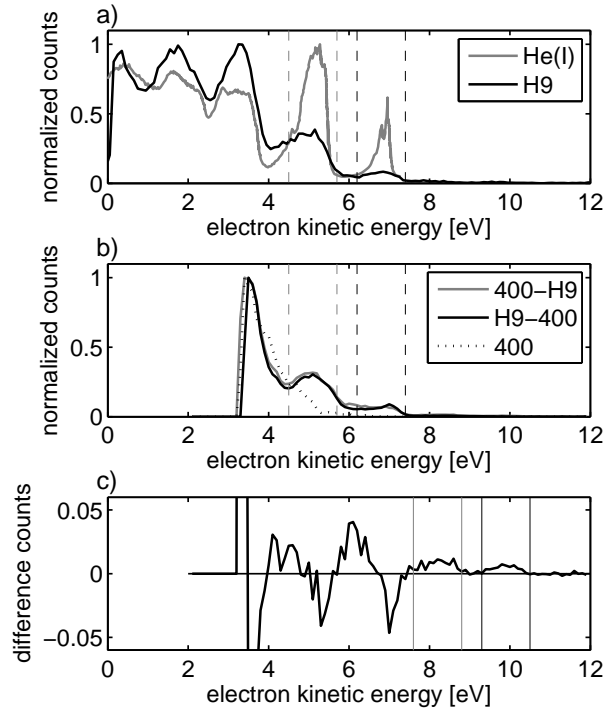 a)
1
0.5
0
normalized counts
He(I)
H9
0 2 4 6 8 10 12
electron kinetic energy [eV]
b)
1
0.5
0
normalized counts
400−H9
H9−400
400
0 2 4 6 8 10 12
electron kinetic energy [eV]
c)
0.05
0
−0.05
difference counts
0 2 4 6 8 10 12
electron kinetic energy [eV]